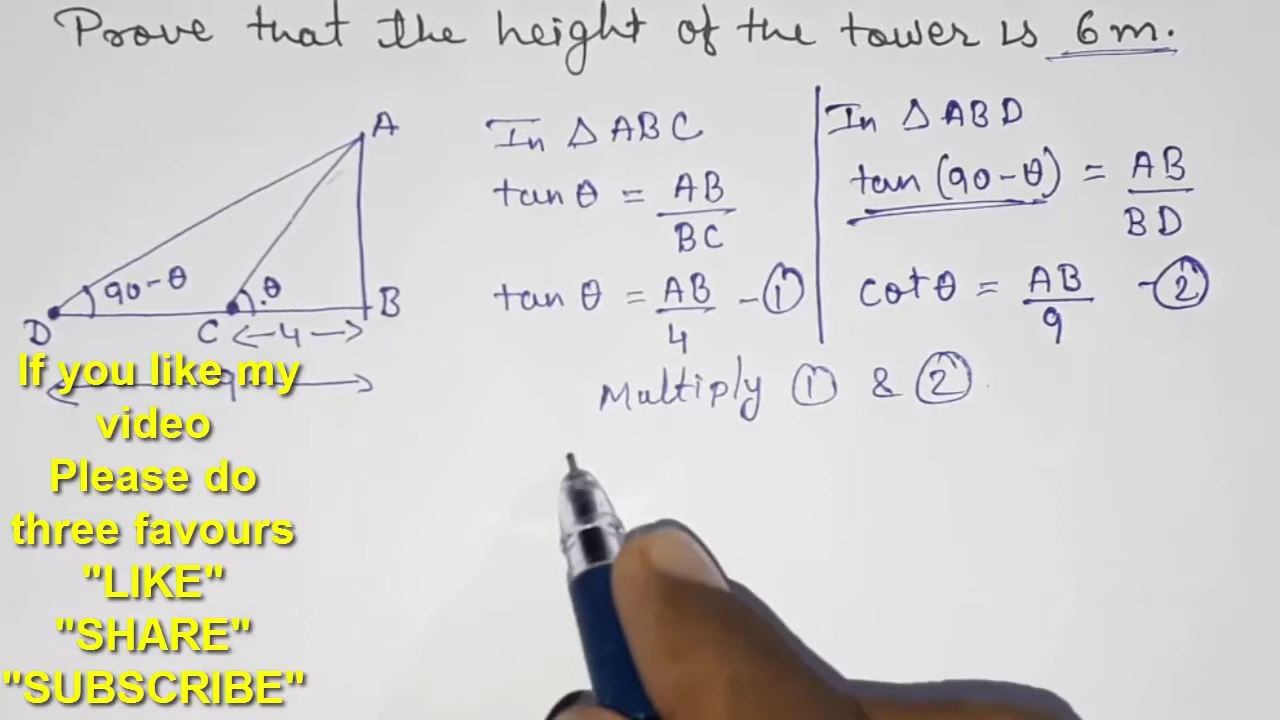 Prove that the height of the tower is 6m.
A
90-θ
θ
D
C
B
4
9
In Δ ABC
tan θ = AB/BC
tan θ = AB/4 - ①
In Δ ABD
tan (90-θ) = AB/BD
cot θ = AB/9 - ②
Multiply ① & ②
If you like my
video
Please do
three favours
"LIKE"
"SHARE"
"SUBSCRIBE"